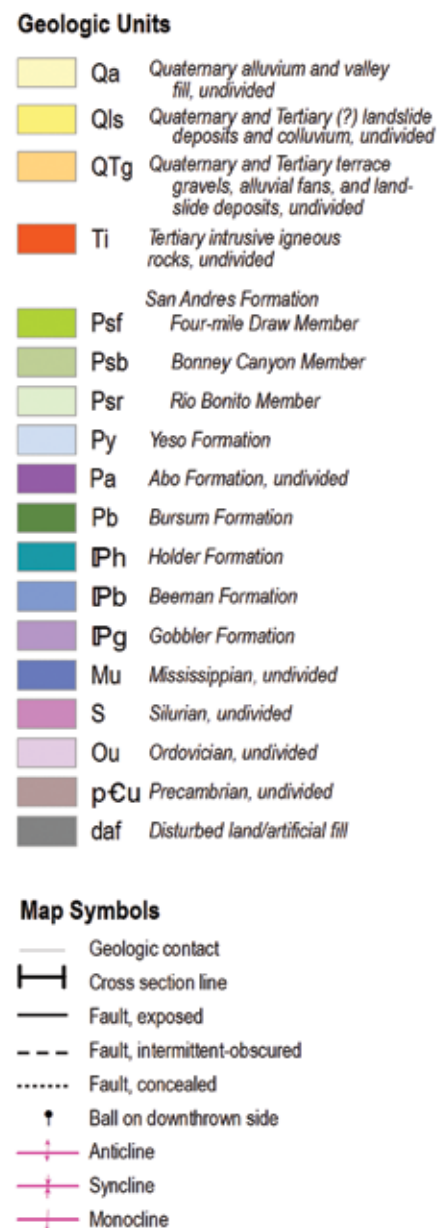 Geologic Units
Qa Quaternary alluvium and valley
fill, undivided
Qls Quaternary and Tertiary (?) landslide
deposits and colluvium, undivided
QTg Quaternary and Tertiary terrace
gravels, alluvial fans, and land-
slide deposits, undivided
Ti Tertiary intrusive igneous
rocks, undivided
San Andres Formation
Psf Four-mile Draw Member
Psb Bonney Canyon Member
Psr Rio Bonito Member
Py Yeso Formation
Pa Abo Formation, undivided
Pb Bursum Formation
ℙh Holder Formation
ℙb Beeman Formation
ℙg Gobbler Formation
Mu Mississippian, undivided
S Silurian, undivided
Ou Ordovician, undivided
p€u Precambrian, undivided
daf Disturbed land/artificial fill
Map Symbols
Geologic contact
Cross section line
Fault, exposed
Fault, intermittent-obscured
Fault, concealed
Ball on downthrown side
Anticline
Syncline
Monocline